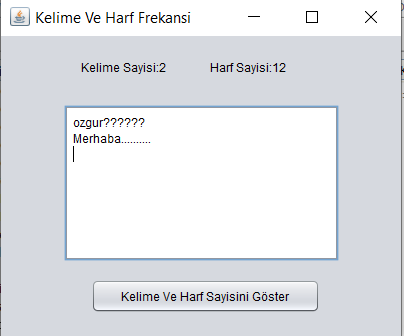 Kelime Ve Harf Frekansi
Kelime Sayisi:2 Harf Sayisi:12
ozgur??????
Merhaba..........
Kelime Ve Harf Sayisini Göster